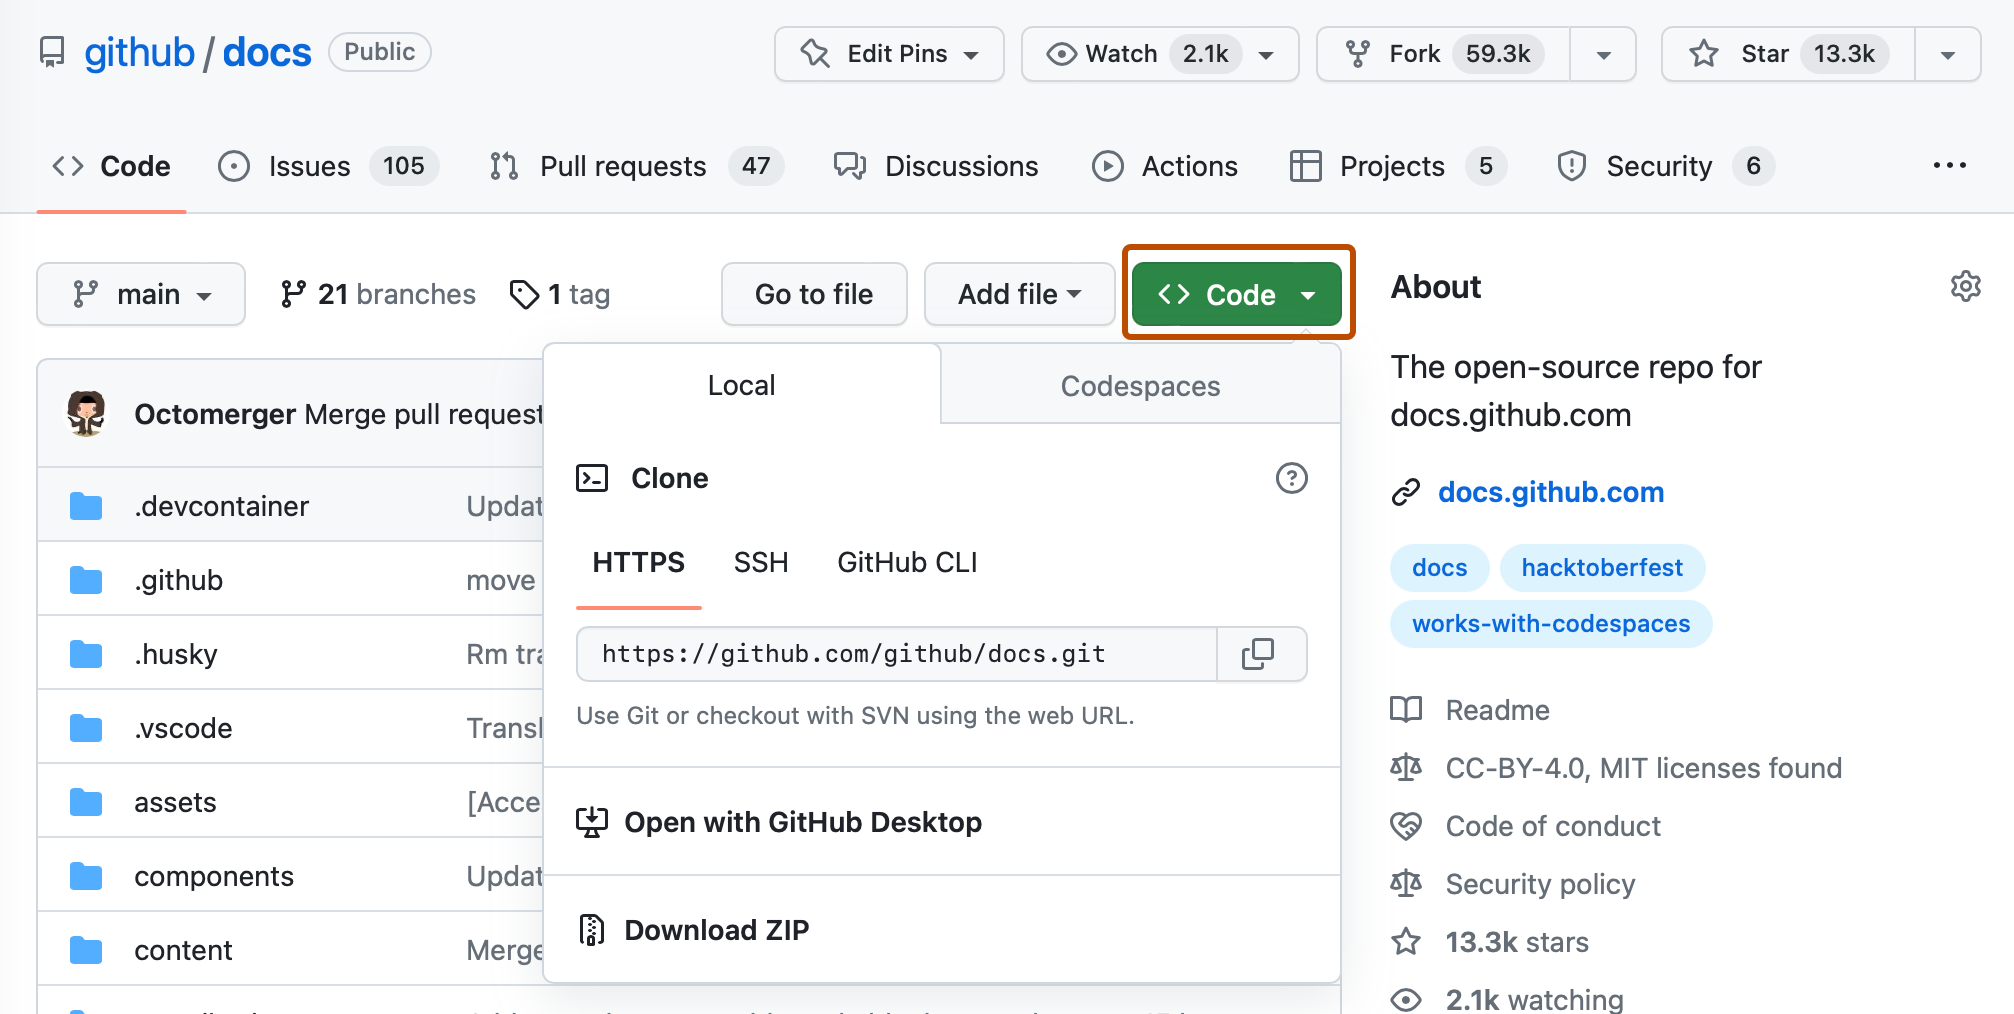 github / docs Public
Edit Pins Watch 2.1k Fork 59.3k Star 13.3k
Code Issues 105 Pull requests 47 Discussions Actions Projects 5 Security 6
main 21 branches 1 tag Go to file Add file Code
Octomerger Merge pull request
.devcontainer Updat
.github move
.husky Rm tra
.vscode Transl
assets [Acce
components Updat
content Merge
Local Codespaces
Clone
HTTPS SSH GitHub CLI
https://github.com/github/docs.git
Use Git or checkout with SVN using the web URL.
Open with GitHub Desktop
Download ZIP
About
The open-source repo for
docs.github.com
docs.github.com
docs hacktoberfest
works-with-codespaces
Readme
CC-BY-4.0, MIT licenses found
Code of conduct
Security policy
13.3k stars
2.1k watching